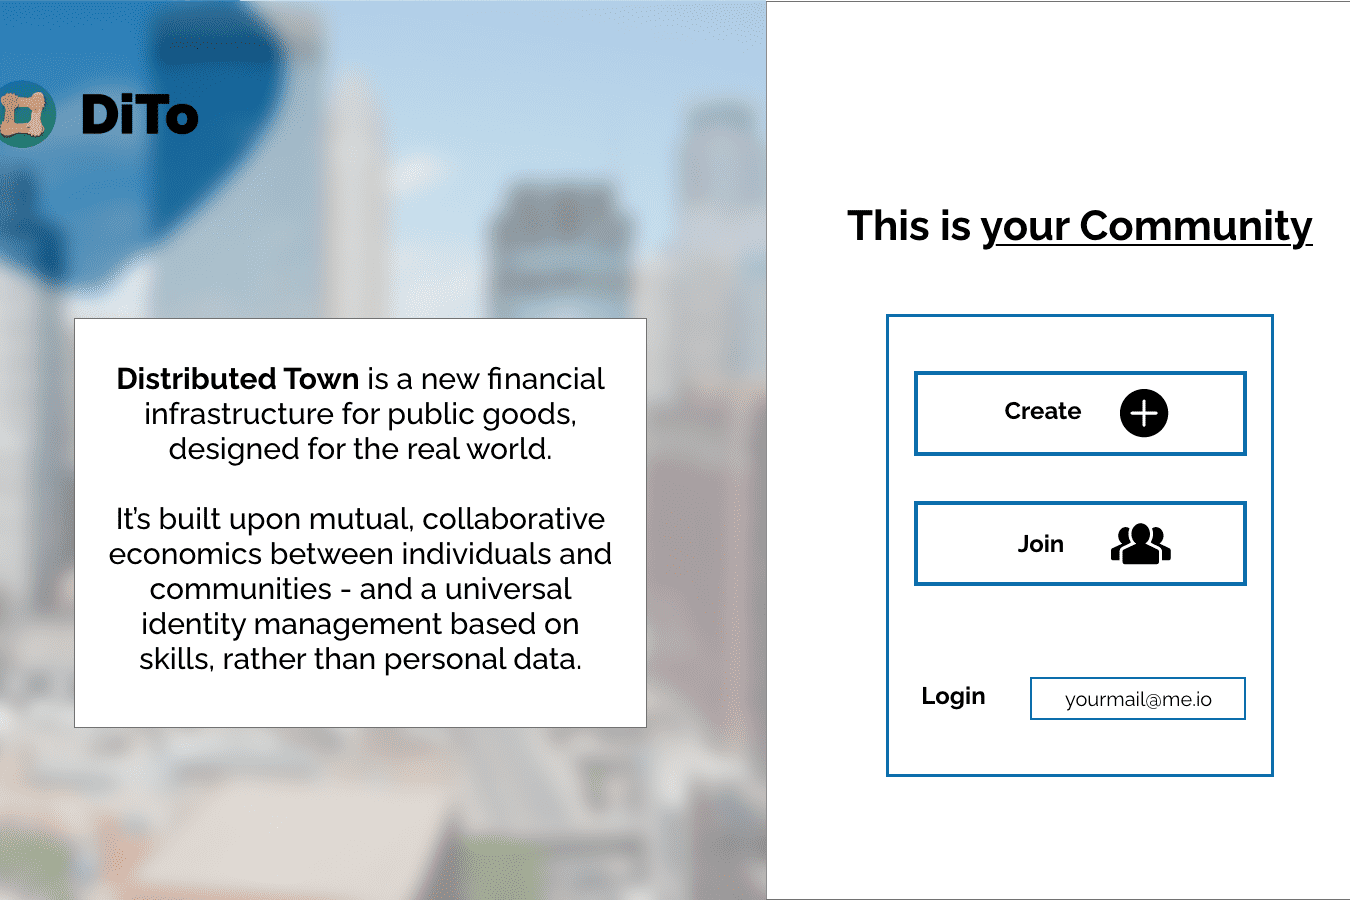 DiTo
Distributed Town is a new financial
infrastructure for public goods,
designed for the real world.
It’s built upon mutual, collaborative
economics between individuals and
communities - and a universal
identity management based on
skills, rather than personal data.
This is your Community
Create
Join
Login
yourmail@me.io